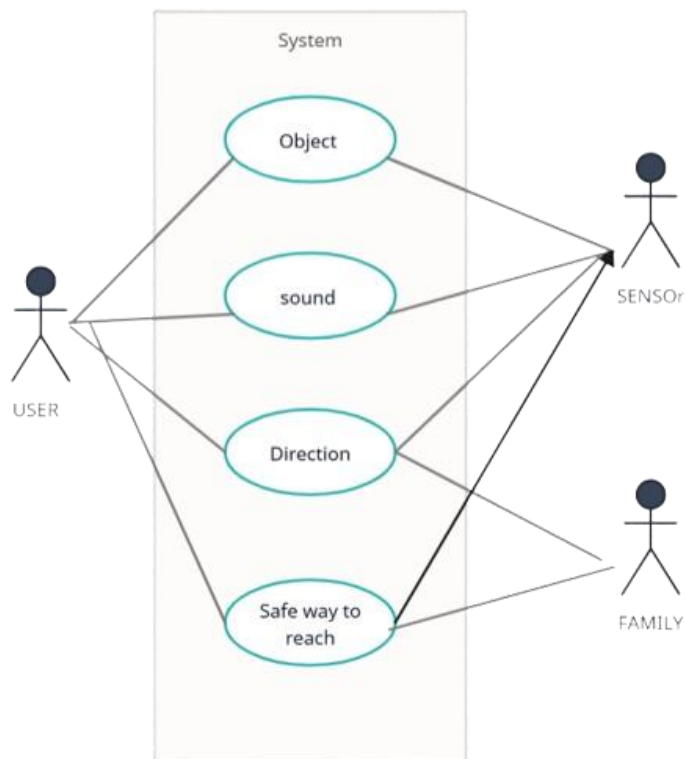 System
Object
sound
Direction
Safe way to
reach
USER
SENSOr
FAMILY